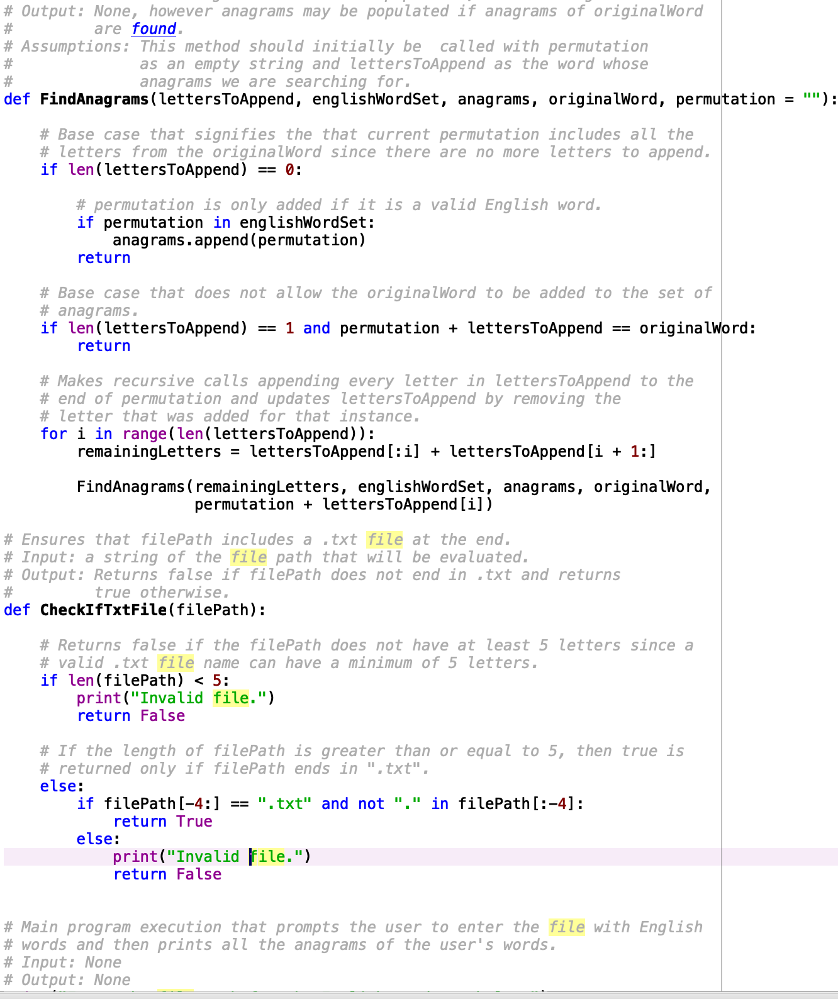 # Output: None, however anagrams may be populated if anagrams of originalWord
#         are found.
# Assumptions: This method should initially be  called with permutation
#              as an empty string and lettersToAppend as the word whose
#              anagrams we are searching for.
def FindAnagrams(lettersToAppend, englishWordSet, anagrams, originalWord, permutation = ""):

    # Base case that signifies the that current permutation includes all the
    # letters from the originalWord since there are no more letters to append.
    if len(lettersToAppend) == 0:

        # permutation is only added if it is a valid English word.
        if permutation in englishWordSet:
            anagrams.append(permutation)
        return

    # Base case that does not allow the originalWord to be added to the set of
    # anagrams.
    if len(lettersToAppend) == 1 and permutation + lettersToAppend == originalWord:
        return

    # Makes recursive calls appending every letter in lettersToAppend to the
    # end of permutation and updates lettersToAppend by removing the
    # letter that was added for that instance.
    for i in range(len(lettersToAppend)):
        remainingLetters = lettersToAppend[:i] + lettersToAppend[i + 1:]

        FindAnagrams(remainingLetters, englishWordSet, anagrams, originalWord,
                     permutation + lettersToAppend[i])

# Ensures that filePath includes a .txt file at the end.
# Input: a string of the file path that will be evaluated.
# Output: Returns false if filePath does not end in .txt and returns
#         true otherwise.
def CheckIfTxtFile(filePath):

    # Returns false if the filePath does not have at least 5 letters since a
    # valid .txt file name can have a minimum of 5 letters.
    if len(filePath) < 5:
        print("Invalid file.")
        return False

    # If the length of filePath is greater than or equal to 5, then true is
    # returned only if filePath ends in ".txt".
    else:
        if filePath[-4:] == ".txt" and not "." in filePath[:-4]:
            return True
        else:
            print("Invalid file.")
            return False


# Main program execution that prompts the user to enter the file with English
# words and then prints all the anagrams of the user's words.
# Input: None
# Output: None